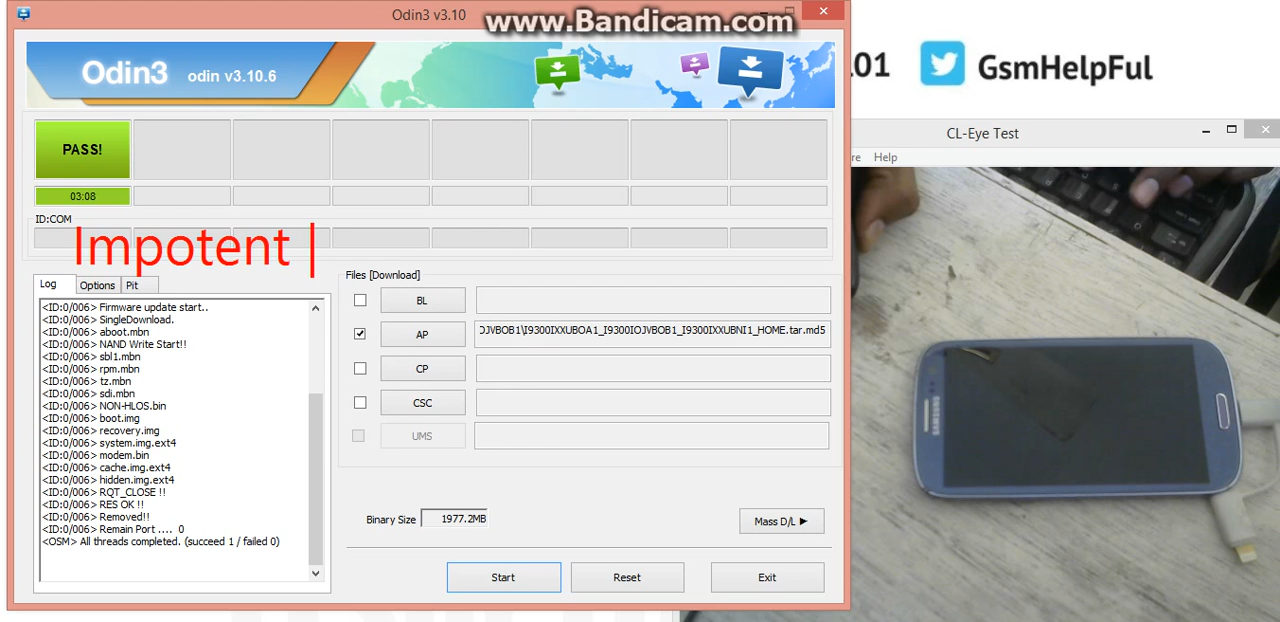 Odin3 v3.10
www.Bandicam.com
Odin3 odin v3.10.6
.01 GsmHelpFul
CL-Eye Test
re Help
PASS!
03:08
ID:COM
Impotent |
Log Options Pit
<ID:0/006> Firmware update start..
<ID:0/006> SingleDownload.
<ID:0/006> aboot.mbn
<ID:0/006> NAND Write Start!!
<ID:0/006> sbl1.mbn
<ID:0/006> rpm.mbn
<ID:0/006> tz.mbn
<ID:0/006> sdi.mbn
<ID:0/006> NON-HLOS.bin
<ID:0/006> boot.img
<ID:0/006> recovery.img
<ID:0/006> system.img.ext4
<ID:0/006> modem.bin
<ID:0/006> cache.img.ext4
<ID:0/006> hidden.img.ext4
<ID:0/006> RQT_CLOSE !!
<ID:0/006> RES OK !!
<ID:0/006> Removed!!
<ID:0/006> Remain Port .... 0
<OSM> All threads completed. (succeed 1 / failed 0)
Files [Download]
BL
AP OJVBOB1\I9300IXXUBOA1_I9300IOJVBOB1_I9300IXXUBNI1_HOME.tar.md5
CP
CSC
UMS
Binary Size 1977.2MB
Mass D/L ►
Start Reset Exit
SAMSUNG